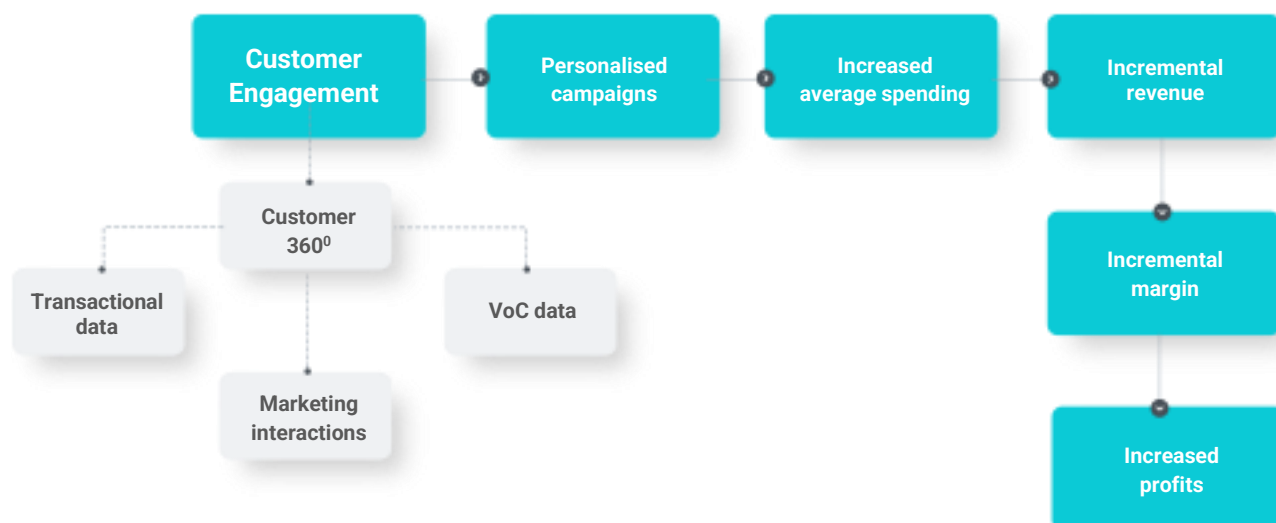 Customer
Engagement
Personalised
campaigns
Increased
average spending
Incremental
revenue
Customer
360⁰
Incremental
margin
Transactional
data
VoC data
Marketing
interactions
Increased
profits